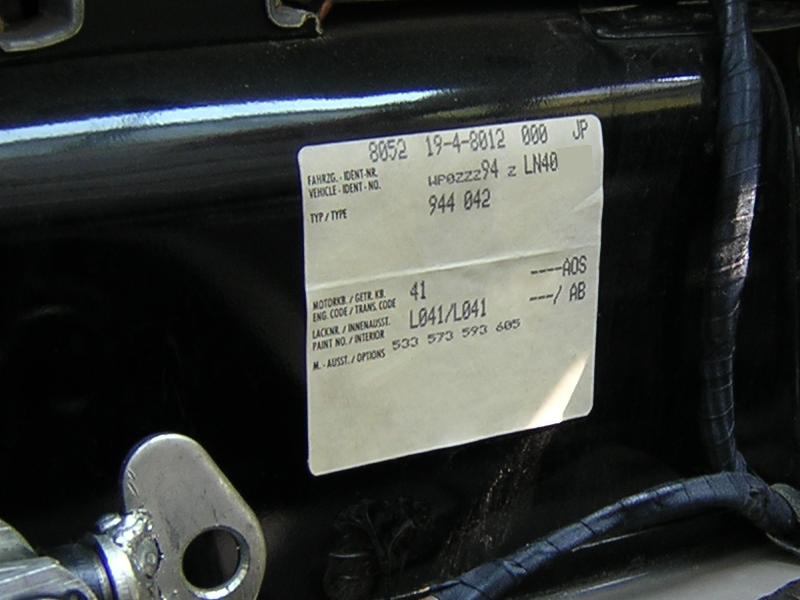 8052 19-4-8012 000 JP
FAHRZG.-IDENT-NR.
VEHICLE-IDENT-NO. WP0ZZZ94 Z LN40
TYP/TYPE 944 042
MOTORKB./GETR. KB. 41 ----AOS
ENG. CODE/TRANS. CODE
LACKNR./INNENAUSST. L041/L041 ---/ AB
PAINT NO./INTERIOR
M.-AUSST./OPTIONS 533 573 593 605